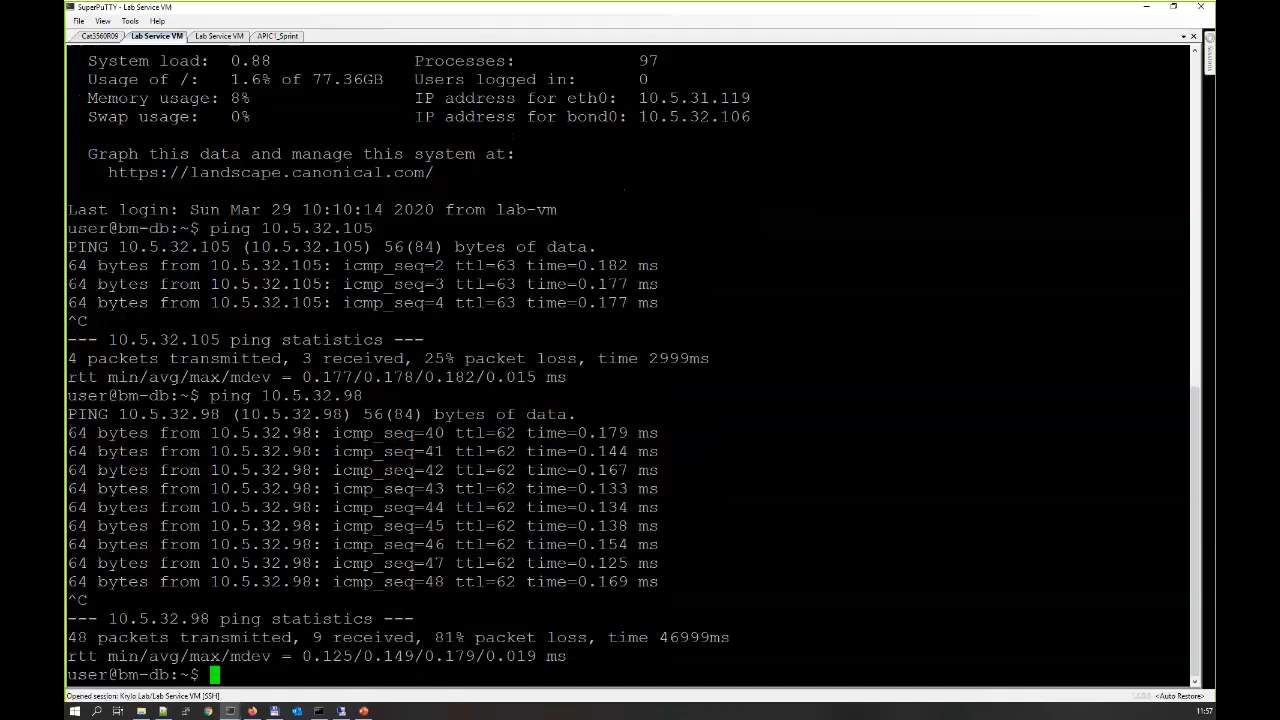 SuperPuTTY - Lab Service VM
File View Tools Help
Cat3560R09 Lab Service VM Lab Service VM APIC1_Sprint
System load: 0.88 Processes: 97
Usage of /: 1.6% of 77.36GB Users logged in: 0
Memory usage: 8% IP address for eth0: 10.5.31.119
Swap usage: 0% IP address for bond0: 10.5.32.106
Graph this data and manage this system at:
https://landscape.canonical.com/
Last login: Sun Mar 29 10:10:14 2020 from lab-vm
user@bm-db:~$ ping 10.5.32.105
PING 10.5.32.105 (10.5.32.105) 56(84) bytes of data.
64 bytes from 10.5.32.105: icmp_seq=2 ttl=63 time=0.182 ms
64 bytes from 10.5.32.105: icmp_seq=3 ttl=63 time=0.177 ms
64 bytes from 10.5.32.105: icmp_seq=4 ttl=63 time=0.177 ms
^C
--- 10.5.32.105 ping statistics ---
4 packets transmitted, 3 received, 25% packet loss, time 2999ms
rtt min/avg/max/mdev = 0.177/0.178/0.182/0.015 ms
user@bm-db:~$ ping 10.5.32.98
PING 10.5.32.98 (10.5.32.98) 56(84) bytes of data.
64 bytes from 10.5.32.98: icmp_seq=40 ttl=62 time=0.179 ms
64 bytes from 10.5.32.98: icmp_seq=41 ttl=62 time=0.144 ms
64 bytes from 10.5.32.98: icmp_seq=42 ttl=62 time=0.167 ms
64 bytes from 10.5.32.98: icmp_seq=43 ttl=62 time=0.133 ms
64 bytes from 10.5.32.98: icmp_seq=44 ttl=62 time=0.134 ms
64 bytes from 10.5.32.98: icmp_seq=45 ttl=62 time=0.138 ms
64 bytes from 10.5.32.98: icmp_seq=46 ttl=62 time=0.154 ms
64 bytes from 10.5.32.98: icmp_seq=47 ttl=62 time=0.125 ms
64 bytes from 10.5.32.98: icmp_seq=48 ttl=62 time=0.169 ms
^C
--- 10.5.32.98 ping statistics ---
48 packets transmitted, 9 received, 81% packet loss, time 46999ms
rtt min/avg/max/mdev = 0.125/0.149/0.179/0.019 ms
user@bm-db:~$
Sessions
Opened session: Krylo Lab/Lab Service VM [SSH] <Auto Restore>
11:57